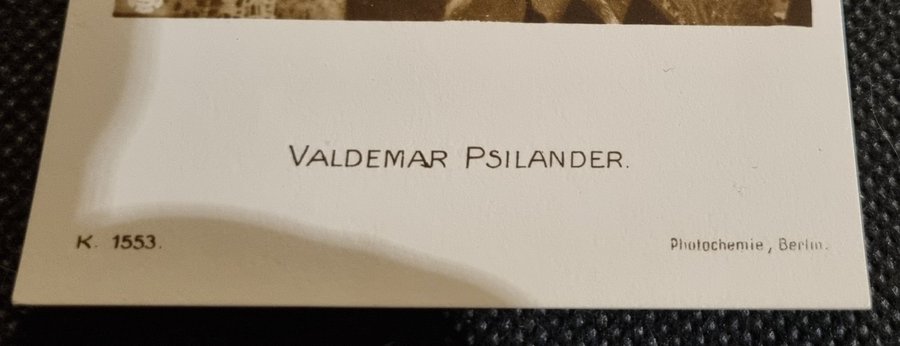 VALDEMAR PSILANDER.
K. 1553.
Photochemie, Berlin.